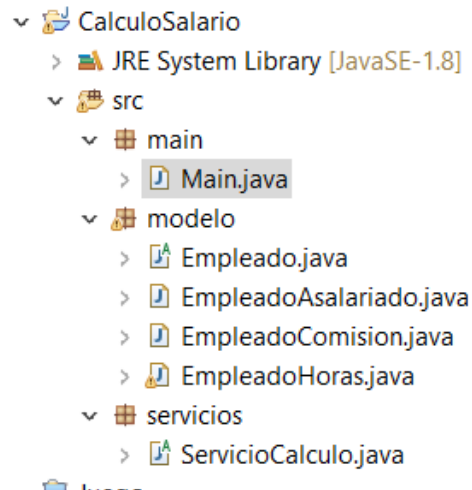 CalculoSalario
JRE System Library [JavaSE-1.8]
src
main
Main.java
modelo
Empleado.java
EmpleadoAsalariado.java
EmpleadoComision.java
EmpleadoHoras.java
servicios
ServicioCalculo.java